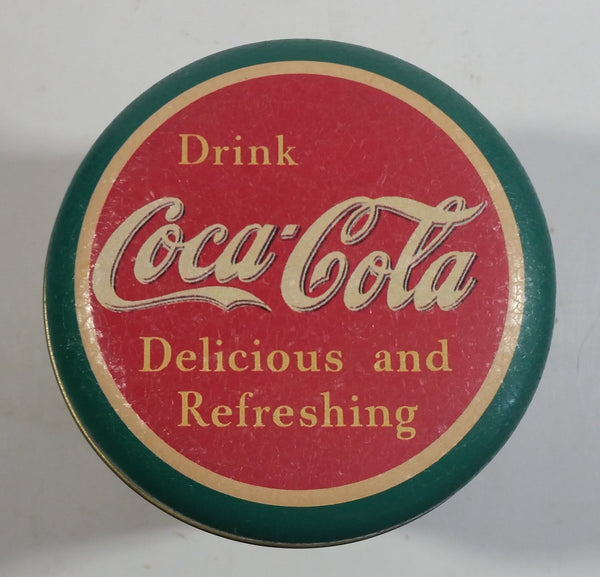 Drink
Coca-Cola
Delicious and
Refreshing